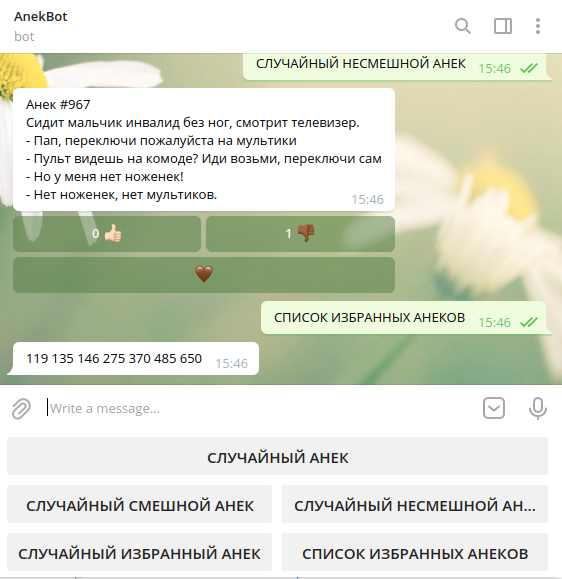 AnekBot
bot
СЛУЧАЙНЫЙ НЕСМЕШНОЙ АНЕК 15:46
Анек #967
Сидит мальчик инвалид без ног, смотрит телевизер.
- Пап, переключи пожалуйста на мультики
- Пульт видешь на комоде? Иди возьми, переключи сам
- Но у меня нет ноженек!
- Нет ноженек, нет мультиков.
15:46
0 👍🏻 1 👎🏾
🤎
СПИСОК ИЗБРАННЫХ АНЕКОВ 15:46
119 135 146 275 370 485 650 15:46
Write a message...
СЛУЧАЙНЫЙ АНЕК
СЛУЧАЙНЫЙ СМЕШНОЙ АНЕК СЛУЧАЙНЫЙ НЕСМЕШНОЙ АН...
СЛУЧАЙНЫЙ ИЗБРАННЫЙ АНЕК СПИСОК ИЗБРАННЫХ АНЕКОВ